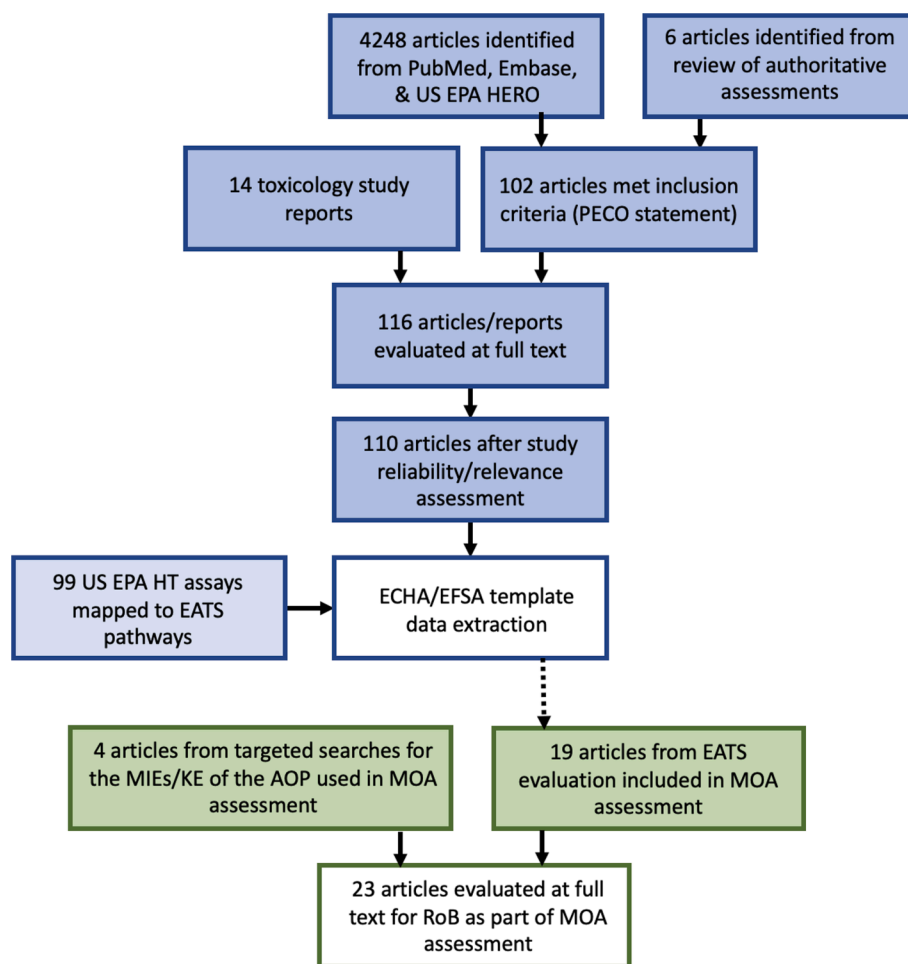 4248 articles identified
from PubMed, Embase,
& US EPA HERO
6 articles identified from
review of authoritative
assessments
14 toxicology study
reports
102 articles met inclusion
criteria (PECO statement)
116 articles/reports
evaluated at full text
110 articles after study
reliability/relevance
assessment
99 US EPA HT assays
mapped to EATS
pathways
ECHA/EFSA template
data extraction
4 articles from targeted searches for
the MIEs/KE of the AOP used in MOA
assessment
19 articles from EATS
evaluation included in MOA
assessment
23 articles evaluated at full
text for RoB as part of MOA
assessment